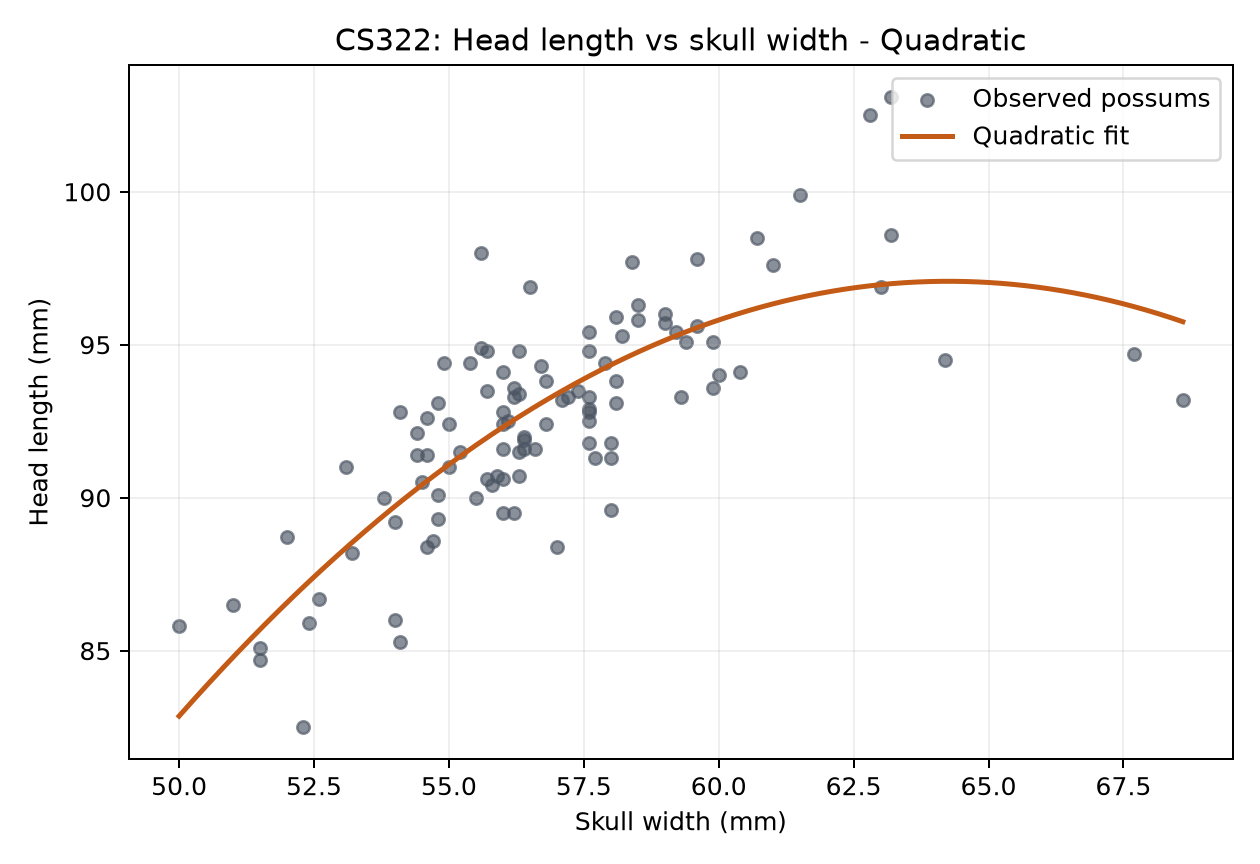 CS322: Head length vs skull width - Quadratic
Observed possums
Quadratic fit
Head length (mm)
100
95
90
85
50.0 52.5 55.0 57.5 60.0 62.5 65.0 67.5
Skull width (mm)